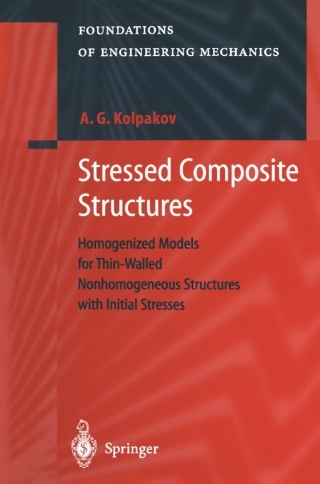 FOUNDATIONS
OF ENGINEERING MECHANICS
A. G. Kolpakov
Stressed Composite
Structures
Homogenized Models
for Thin-Walled
Nonhomogeneous Structures
with Initial Stresses
Springer